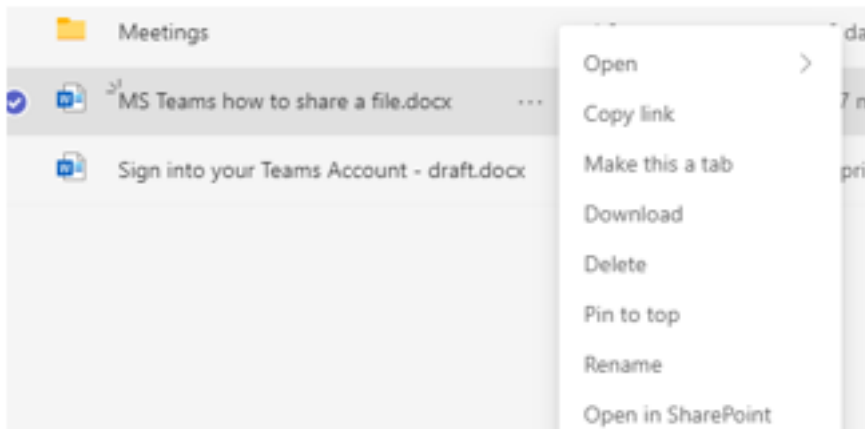 Meetings
MS Teams how to share a file.docx ...
Sign into your Teams Account - draft.docx
Open
Copy link
Make this a tab
Download
Delete
Pin to top
Rename
Open in SharePoint